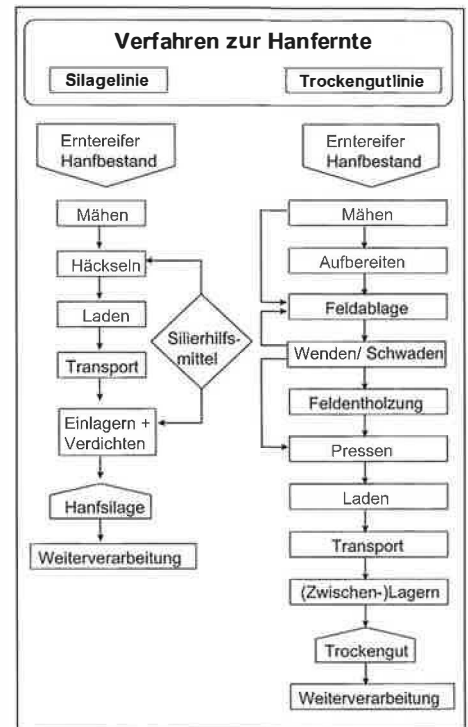 Verfahren zur Hanfernte
Silagelinie
Trockengutlinie
Erntereifer
Hanfbestand
Mähen
Häckseln
Laden
Transport
Einlagern +
Verdichten
Hanfsilage
Weiterverarbeitung
Silierhilfs-
mittel
Erntereifer
Hanfbestand
Mähen
Aufbereiten
Feldablage
Wenden/ Schwaden
Feldentholzung
Pressen
Laden
Transport
(Zwischen-)Lagern
Trockengut
Weiterverarbeitung